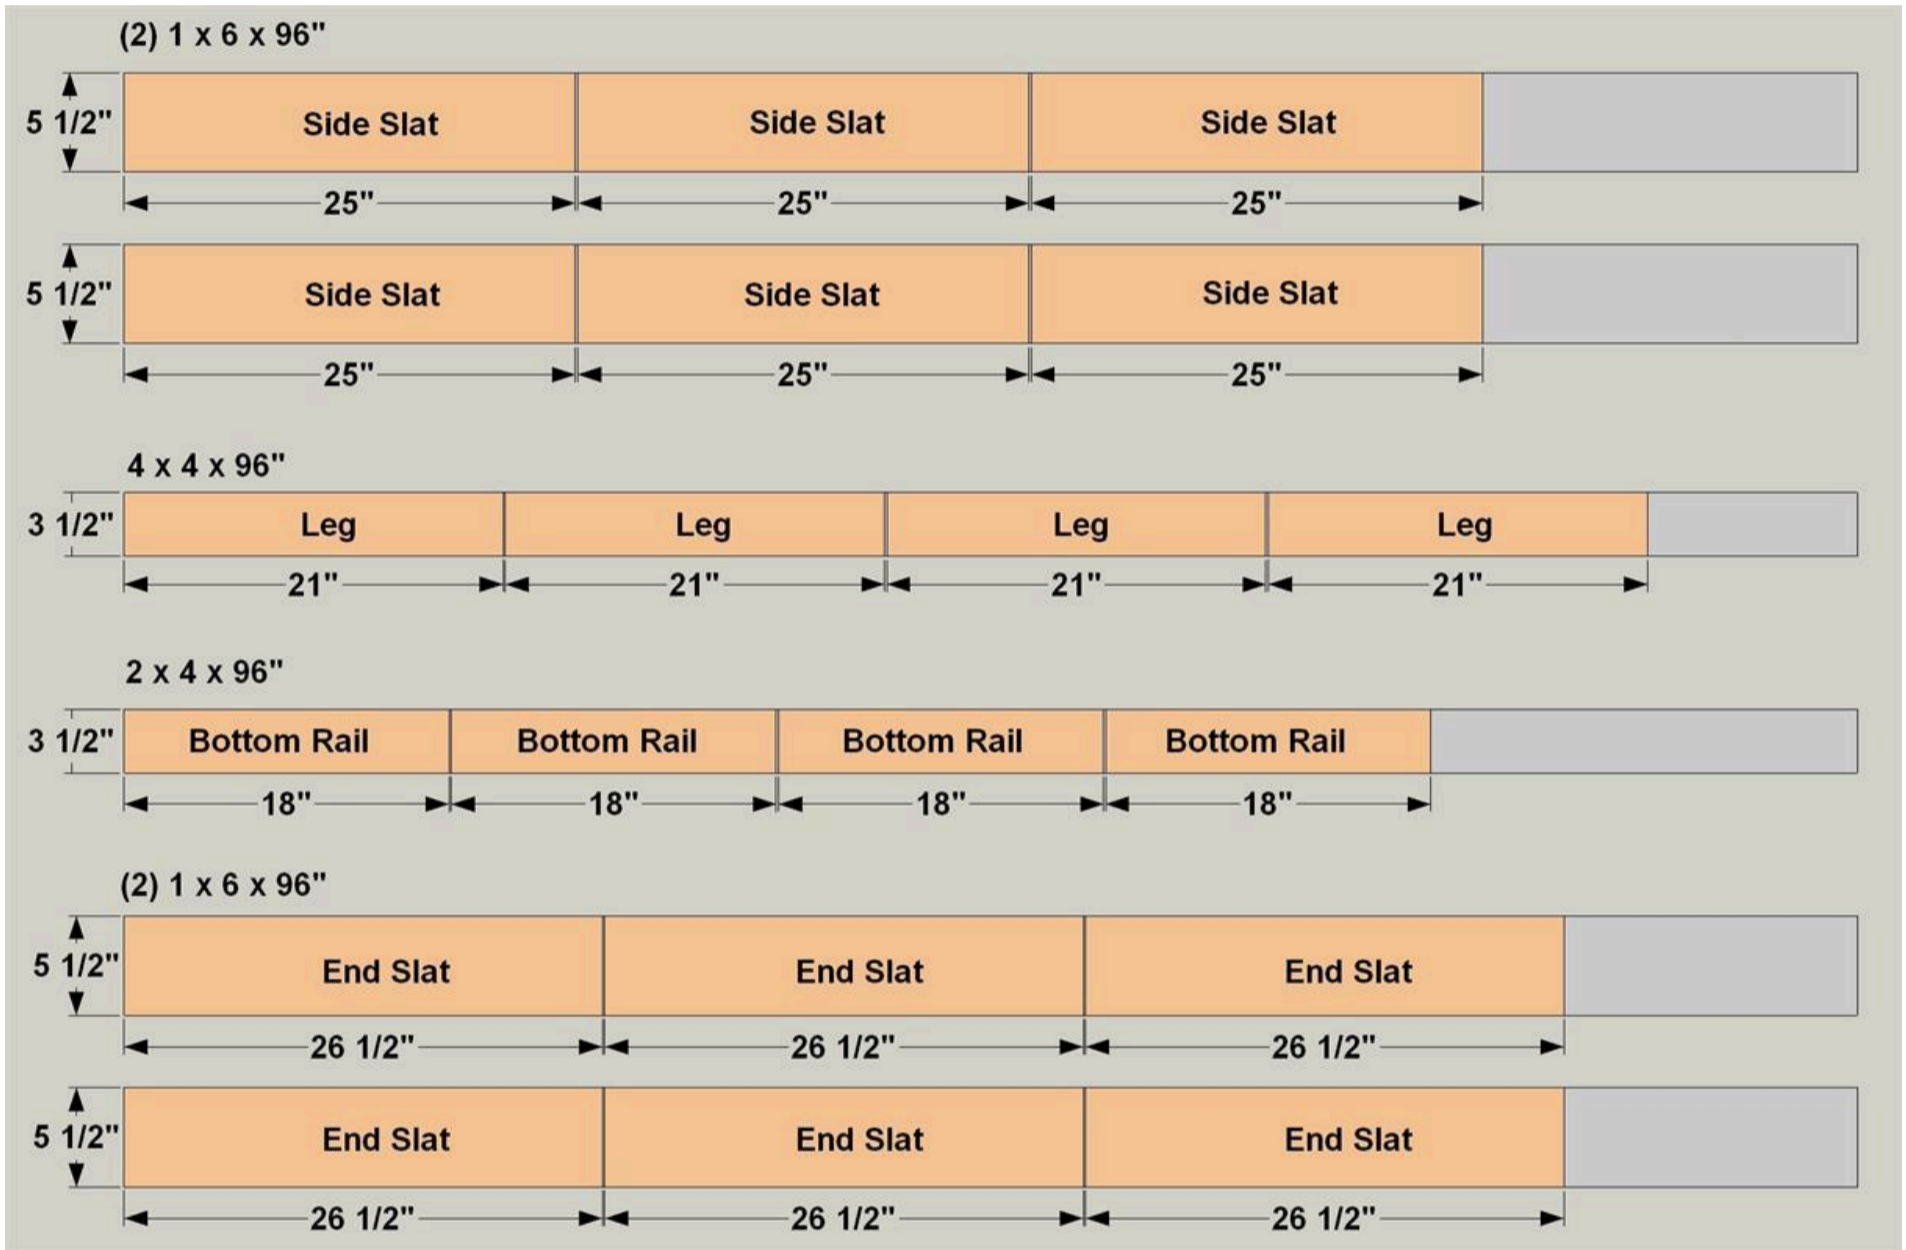 (2) 1 x 6 x 96"
5 1/2" Side Slat Side Slat Side Slat
25" 25" 25"
5 1/2" Side Slat Side Slat Side Slat
25" 25" 25"
4 x 4 x 96"
3 1/2" Leg Leg Leg Leg
21" 21" 21" 21"
2 x 4 x 96"
3 1/2" Bottom Rail Bottom Rail Bottom Rail Bottom Rail
18" 18" 18" 18"
(2) 1 x 6 x 96"
5 1/2" End Slat End Slat End Slat
26 1/2" 26 1/2" 26 1/2"
5 1/2" End Slat End Slat End Slat
26 1/2" 26 1/2" 26 1/2"